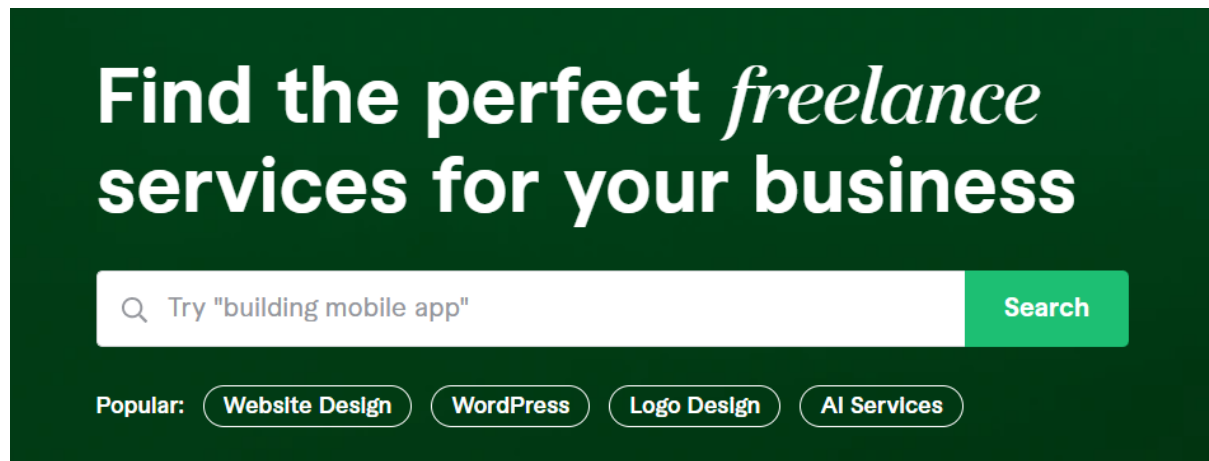 Find the perfect freelance
services for your business
Try "building mobile app"
Search
Popular: Website Design WordPress Logo Design AI Services